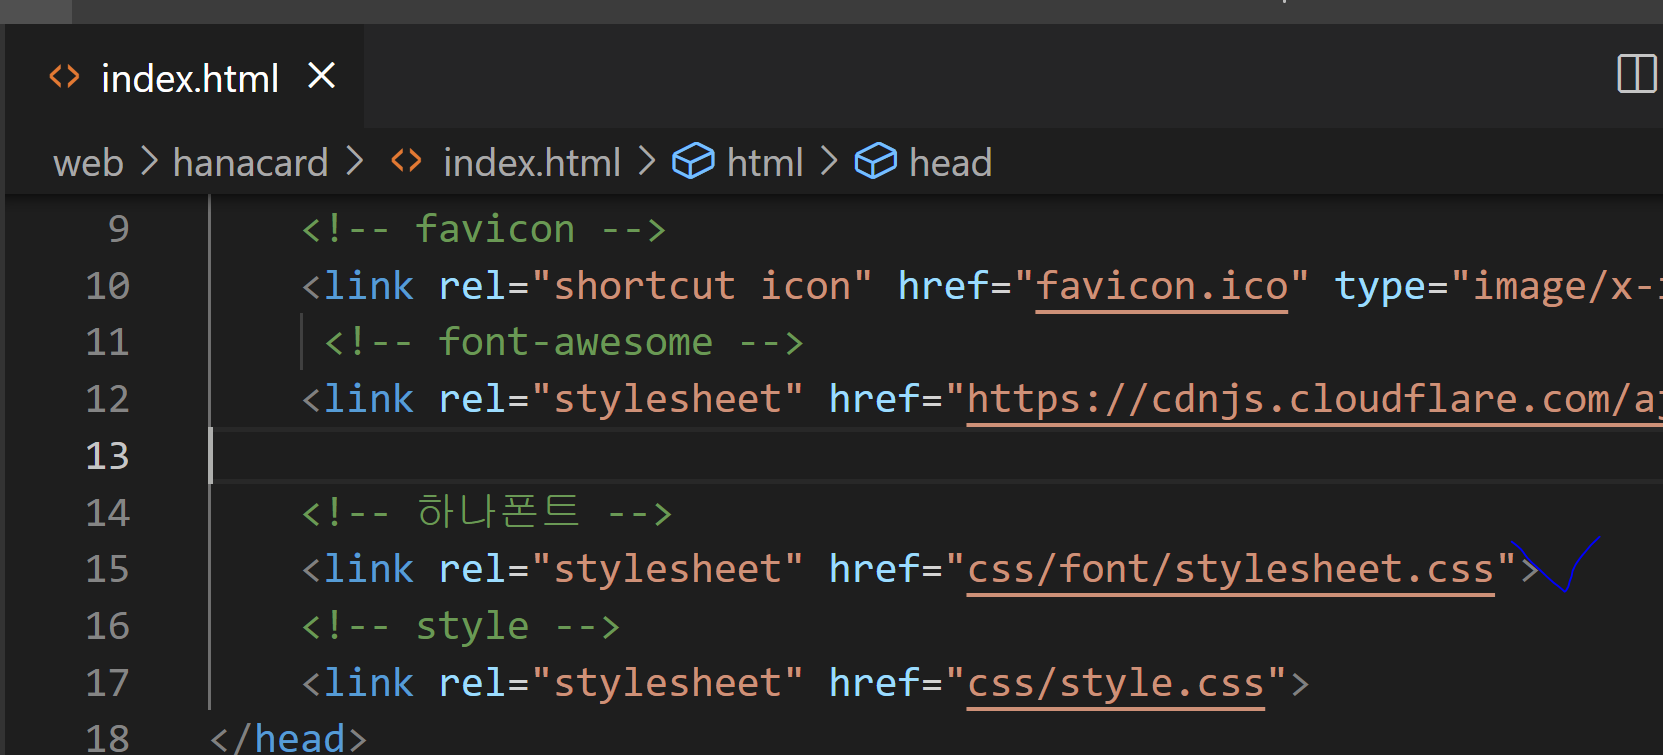 index.html
web > hanacard > index.html > html > head
9 <!-- favicon -->
10 <link rel="shortcut icon" href="favicon.ico" type="image/x-
11 <!-- font-awesome -->
12 <link rel="stylesheet" href="https://cdnjs.cloudflare.com/aj
13
14 <!-- 하나폰트 -->
15 <link rel="stylesheet" href="css/font/stylesheet.css">
16 <!-- style -->
17 <link rel="stylesheet" href="css/style.css">
18 </head>